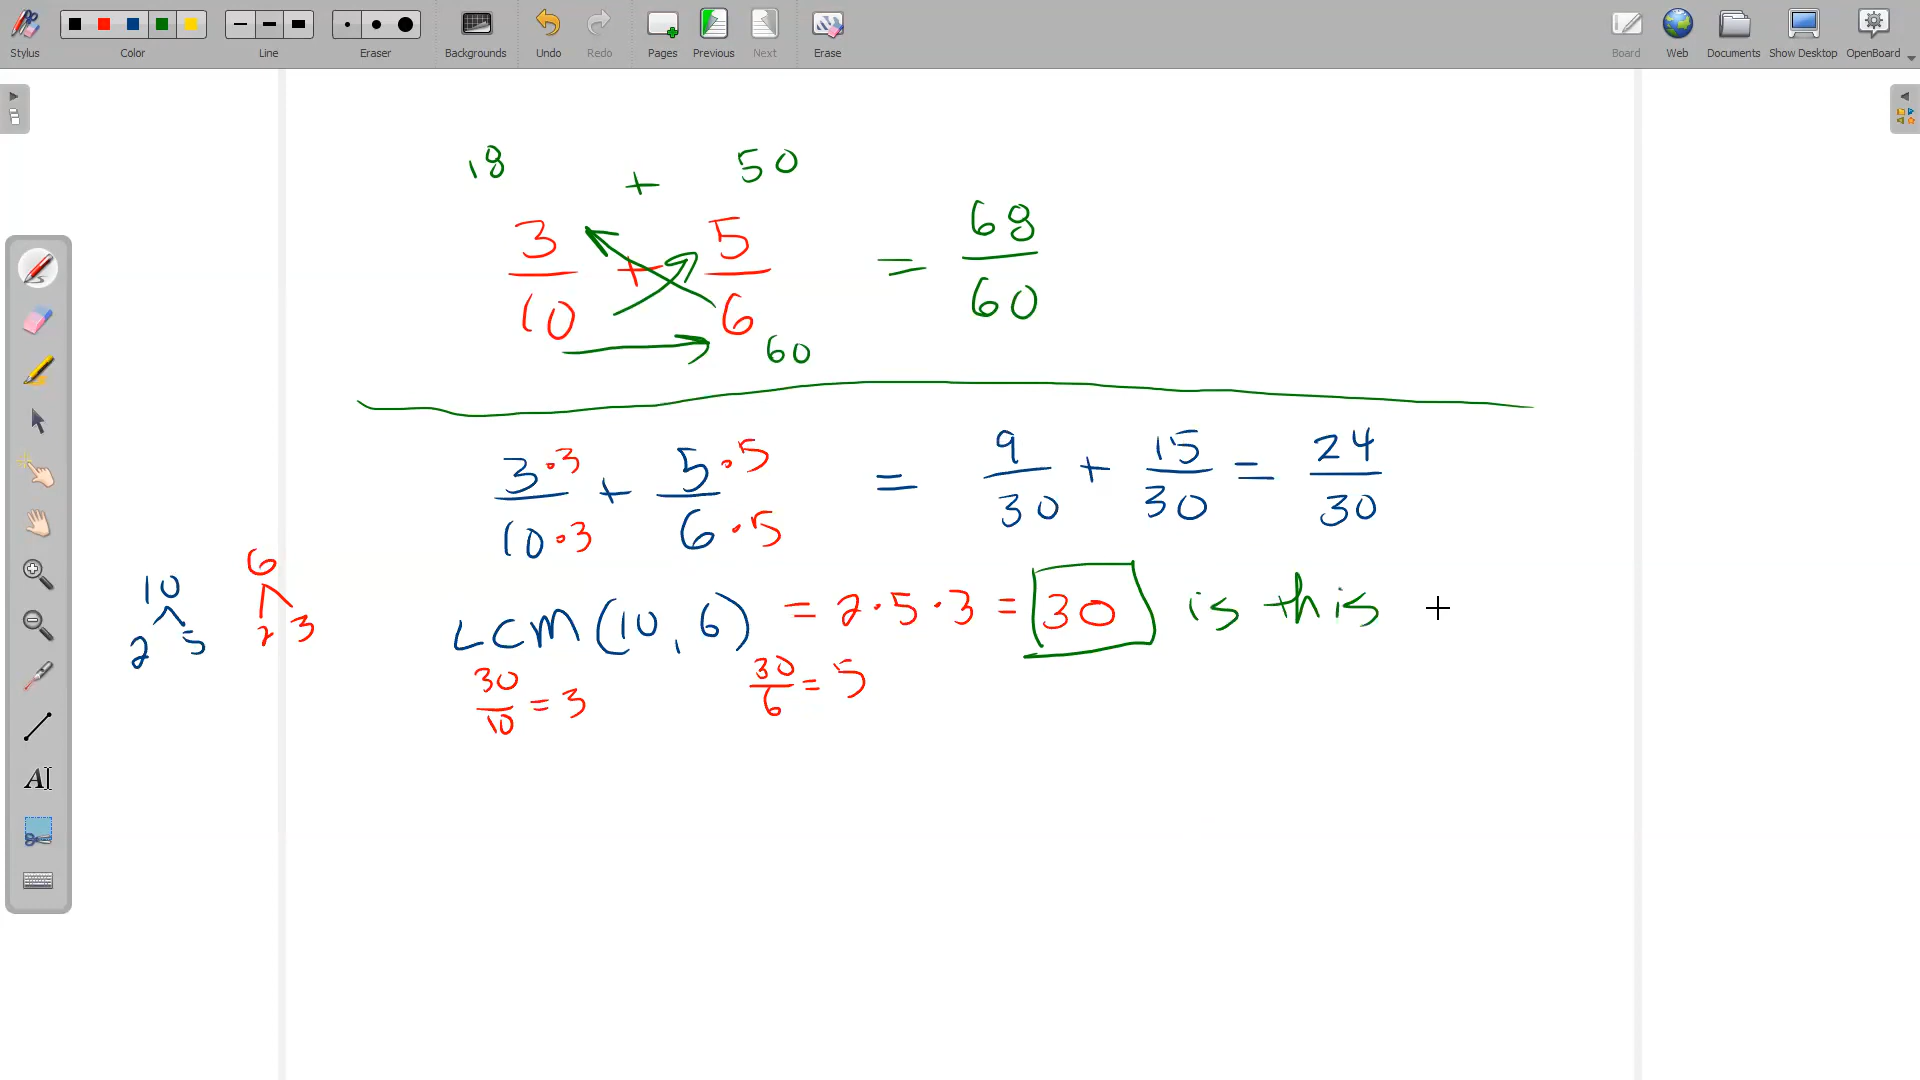 Stylus Color Line Eraser Backgrounds Undo Redo Pages Previous Next Erase Board Web Documents Show Desktop OpenBoard
18 + 50
3/10 + 5/6 = 68/60
60
3·3/10·3 + 5·5/6·5 = 9/30 + 15/30 = 24/30
10
2 5
6
2 3
LCM(10,6) = 2·5·3 = 30 is this
30/10 = 3 30/6 = 5